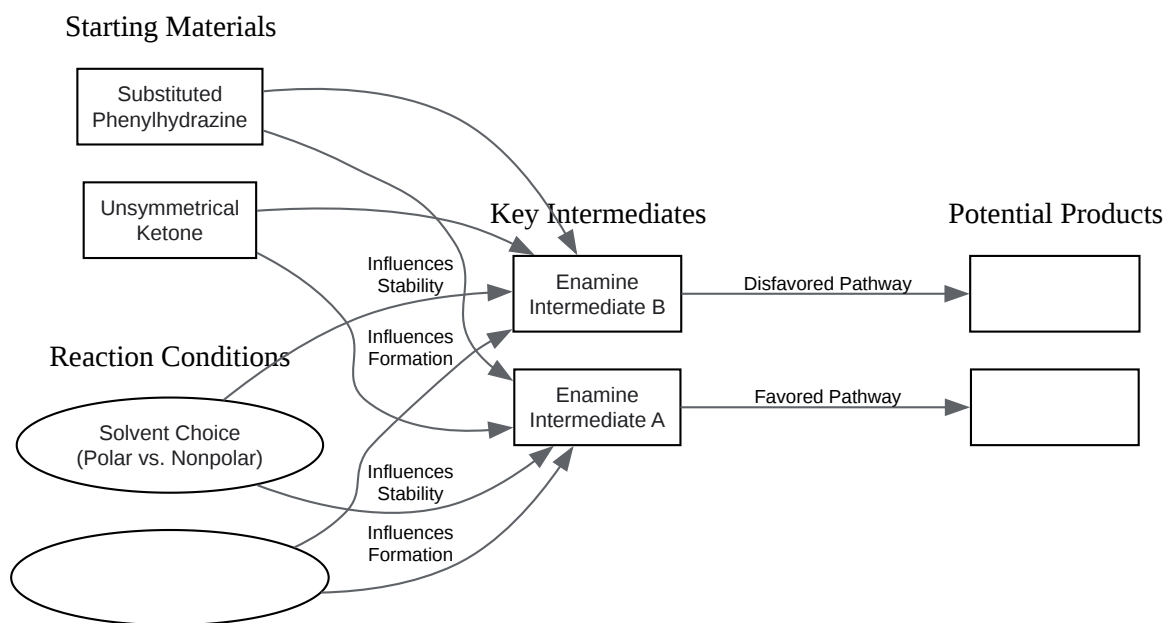 Starting Materials
Substituted
Phenylhydrazine
Unsymmetrical
Ketone
Reaction Conditions
Solvent Choice
(Polar vs. Nonpolar)
Influences
Stability
Influences
Formation
Influences
Stability
Influences
Formation
Key Intermediates
Enamine
Intermediate B
Enamine
Intermediate A
Disfavored Pathway
Favored Pathway
Potential Products